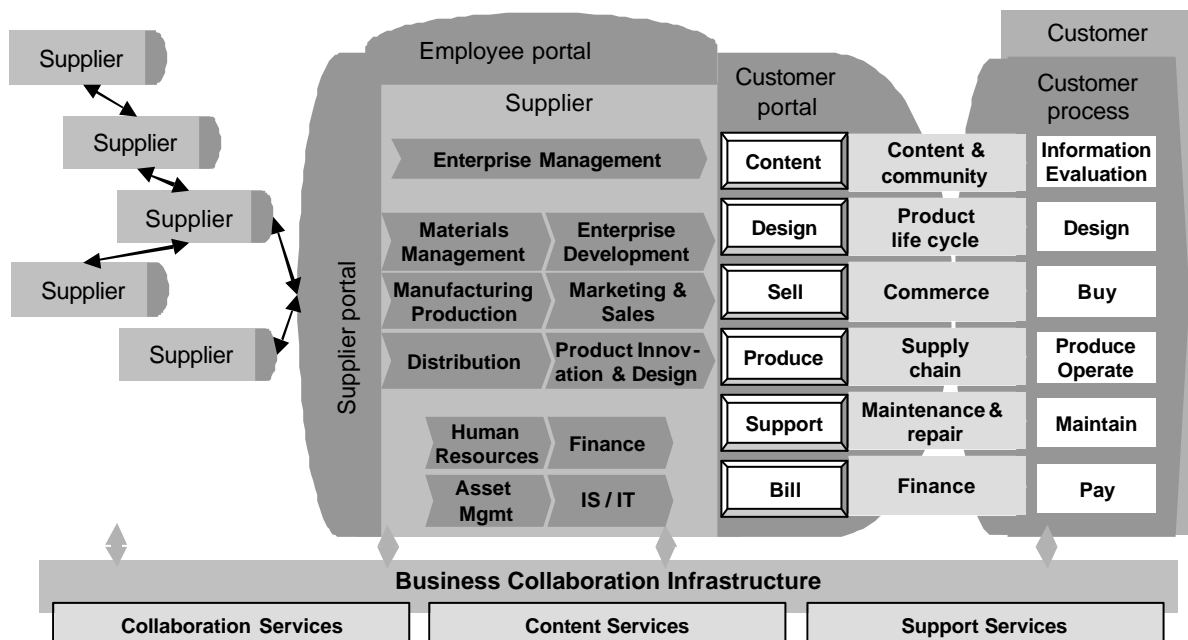 Supplier
Supplier
Supplier
Supplier
Supplier
Supplier portal
Employee portal
Supplier
Enterprise Management
Materials
Management
Enterprise
Development
Manufacturing
Production
Marketing &
Sales
Distribution
Product Innov-
ation & Design
Human
Resources
Finance
Asset
Mgmt
IS / IT
Customer
portal
Content
Design
Sell
Produce
Support
Bill
Content &
community
Product
life cycle
Commerce
Supply
chain
Maintenance &
repair
Finance
Customer
Customer
process
Information
Evaluation
Design
Buy
Produce
Operate
Maintain
Pay
Business Collaboration Infrastructure
Collaboration Services
Content Services
Support Services